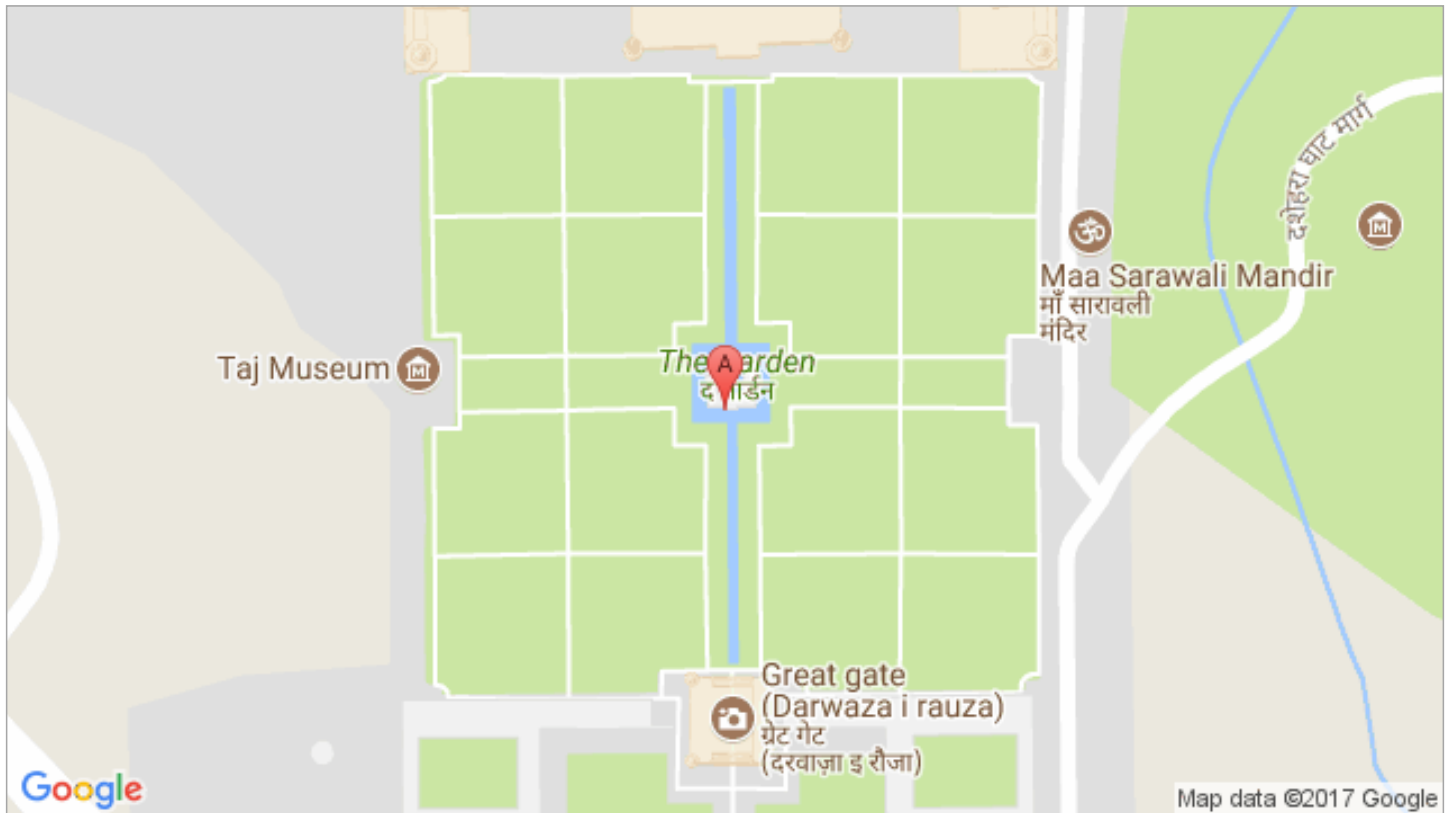 दशेहरा घाट मार्ग
M
ॐ
Maa Sarawali Mandir
माँ सारावली
मंदिर
Taj Museum
M
The Garden
A
द गार्डन
Great gate
(Darwaza i rauza)
ग्रेट गेट
(दरवाज़ा इ रौजा)
Google
Map data ©2017 Google